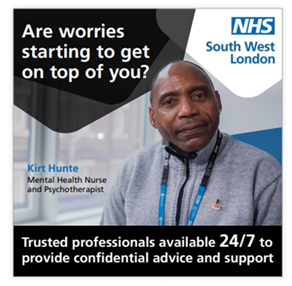 Are worries
starting to get
on top of you?
NHS
South West
London
Kirt Hunte
Mental Health Nurse
and Psychotherapist
Trusted professionals available 24/7 to
provide confidential advice and support